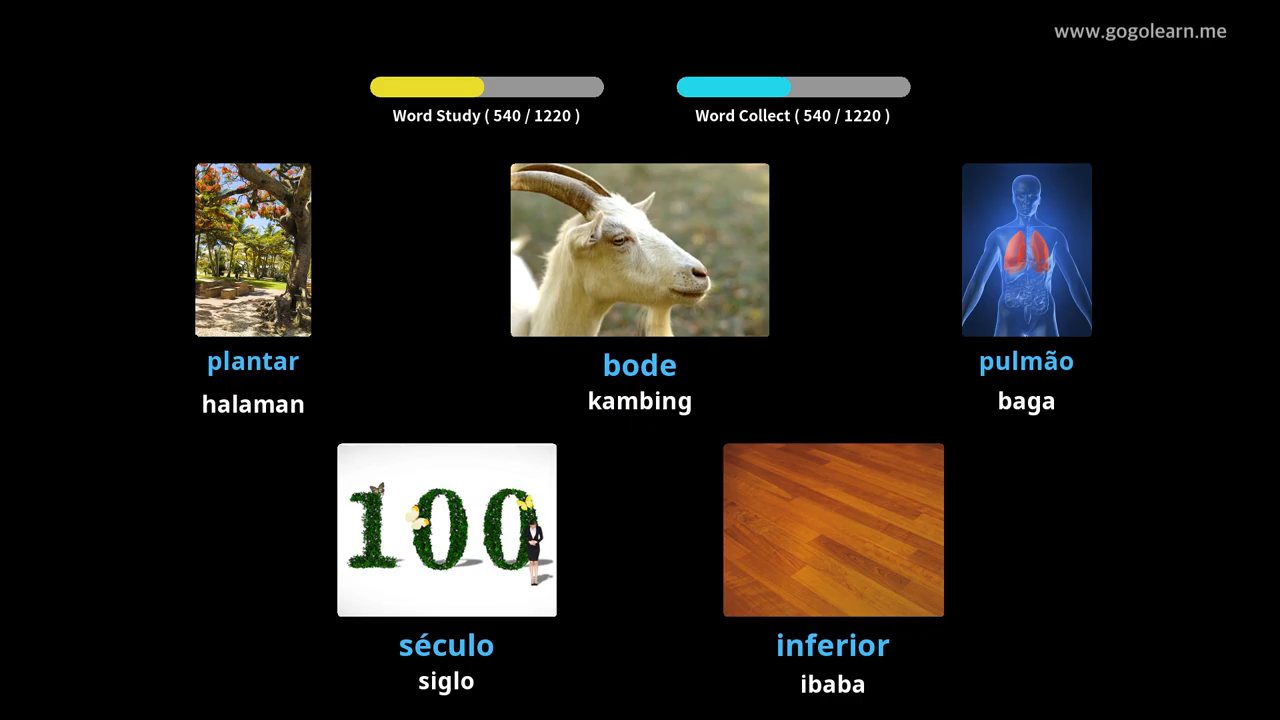 www.gogolearn.me
Word Study ( 540 / 1220 )
Word Collect ( 540 / 1220 )
plantar
halaman
bode
kambing
pulmão
baga
100
século
siglo
inferior
ibaba